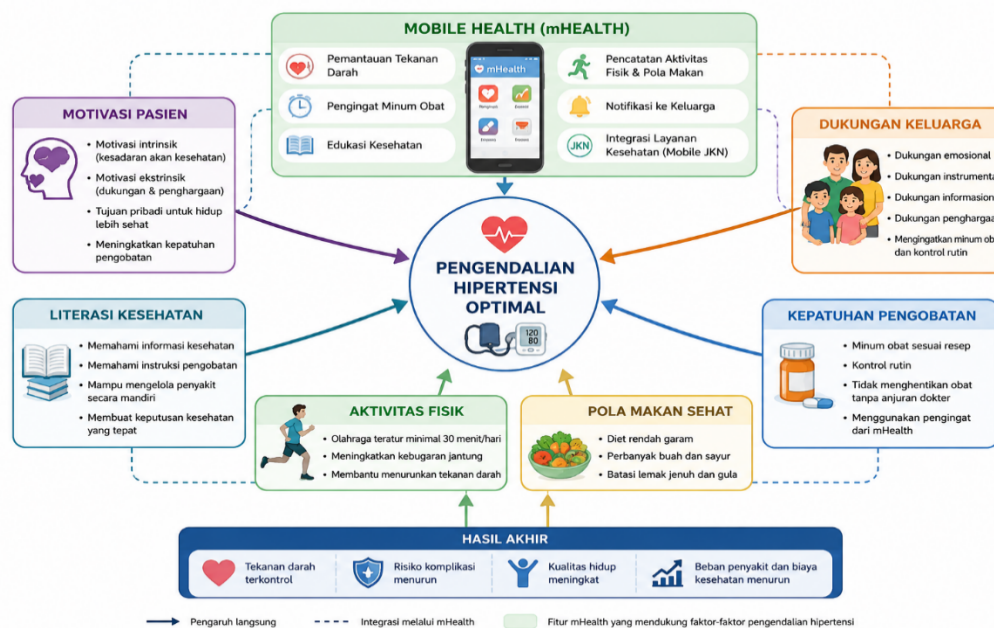 MOBILE HEALTH (mHEALTH)
Pemantauan Tekanan
Darah
Pengingat Minum Obat
Edukasi Kesehatan
mHealth
Pencatatan Aktivitas
Fisik & Pola Makan
Notifikasi ke Keluarga
JKN
Integrasi Layanan
Kesehatan (Mobile JKN)
MOTIVASI PASIEN
• Motivasi intrinsik
(kesadaran akan kesehatan)
• Motivasi ekstrinsik
(dukungan & penghargaan)
• Tujuan pribadi untuk hidup
lebih sehat
• Meningkatkan kepatuhan
pengobatan
DUKUNGAN KELUARGA
• Dukungan emosional
• Dukungan instrumenta
• Dukungan informasion
• Dukungan penghargaa
• Mengingatkan minum ob
dan kontrol rutin
PENGENDALIAN
HIPERTENSI
OPTIMAL
120
80
LITERASI KESEHATAN
• Memahami informasi kesehatan
• Memahami instruksi pengobatan
• Mampu mengelola penyakit
secara mandiri
• Membuat keputusan kesehatan
yang tepat
KEPATUHAN PENGOBATAN
• Minum obat sesuai resep
• Kontrol rutin
• Tidak menghentikan obat
tanpa anjuran dokter
• Menggunakan pengingat
dari mHealth
AKTIVITAS FISIK
• Olahraga teratur minimal 30 menit/hari
• Meningkatkan kebugaran jantung
• Membantu menurunkan tekanan darah
POLA MAKAN SEHAT
• Diet rendah garam
• Perbanyak buah dan sayur
• Batasi lemak jenuh dan gula
HASIL AKHIR
Tekanan darah
terkontrol
Risiko komplikasi
menurun
Kualitas hidup
meningkat
Beban penyakit dan biaya
kesehatan menurun
Pengaruh langsung
Integrasi melalui mHealth
Fitur mHealth yang mendukung faktor-faktor pengendalian hipertensi